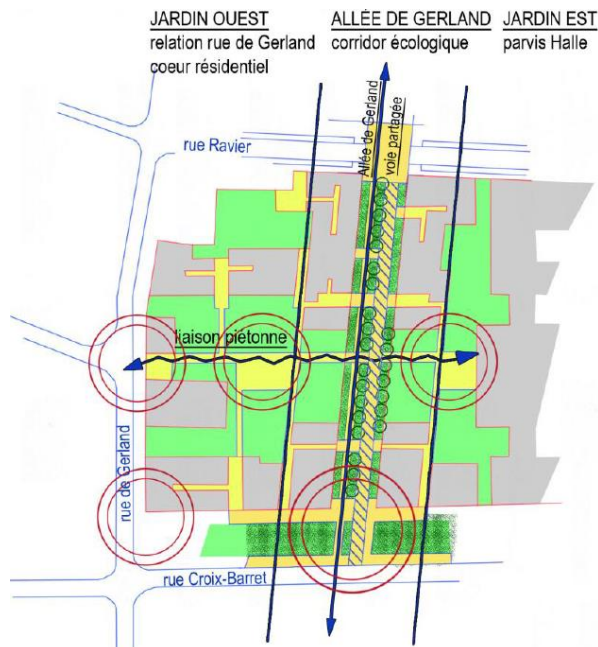 JARDIN OUEST
relation rue de Gerland
coeur résidentiel
ALLÉE DE GERLAND
corridor écologique
JARDIN EST
parvis Halle
rue Ravier
Allée de Gerland
voie partagée
liaison piétonne
rue de Gerland
rue Croix-Barret